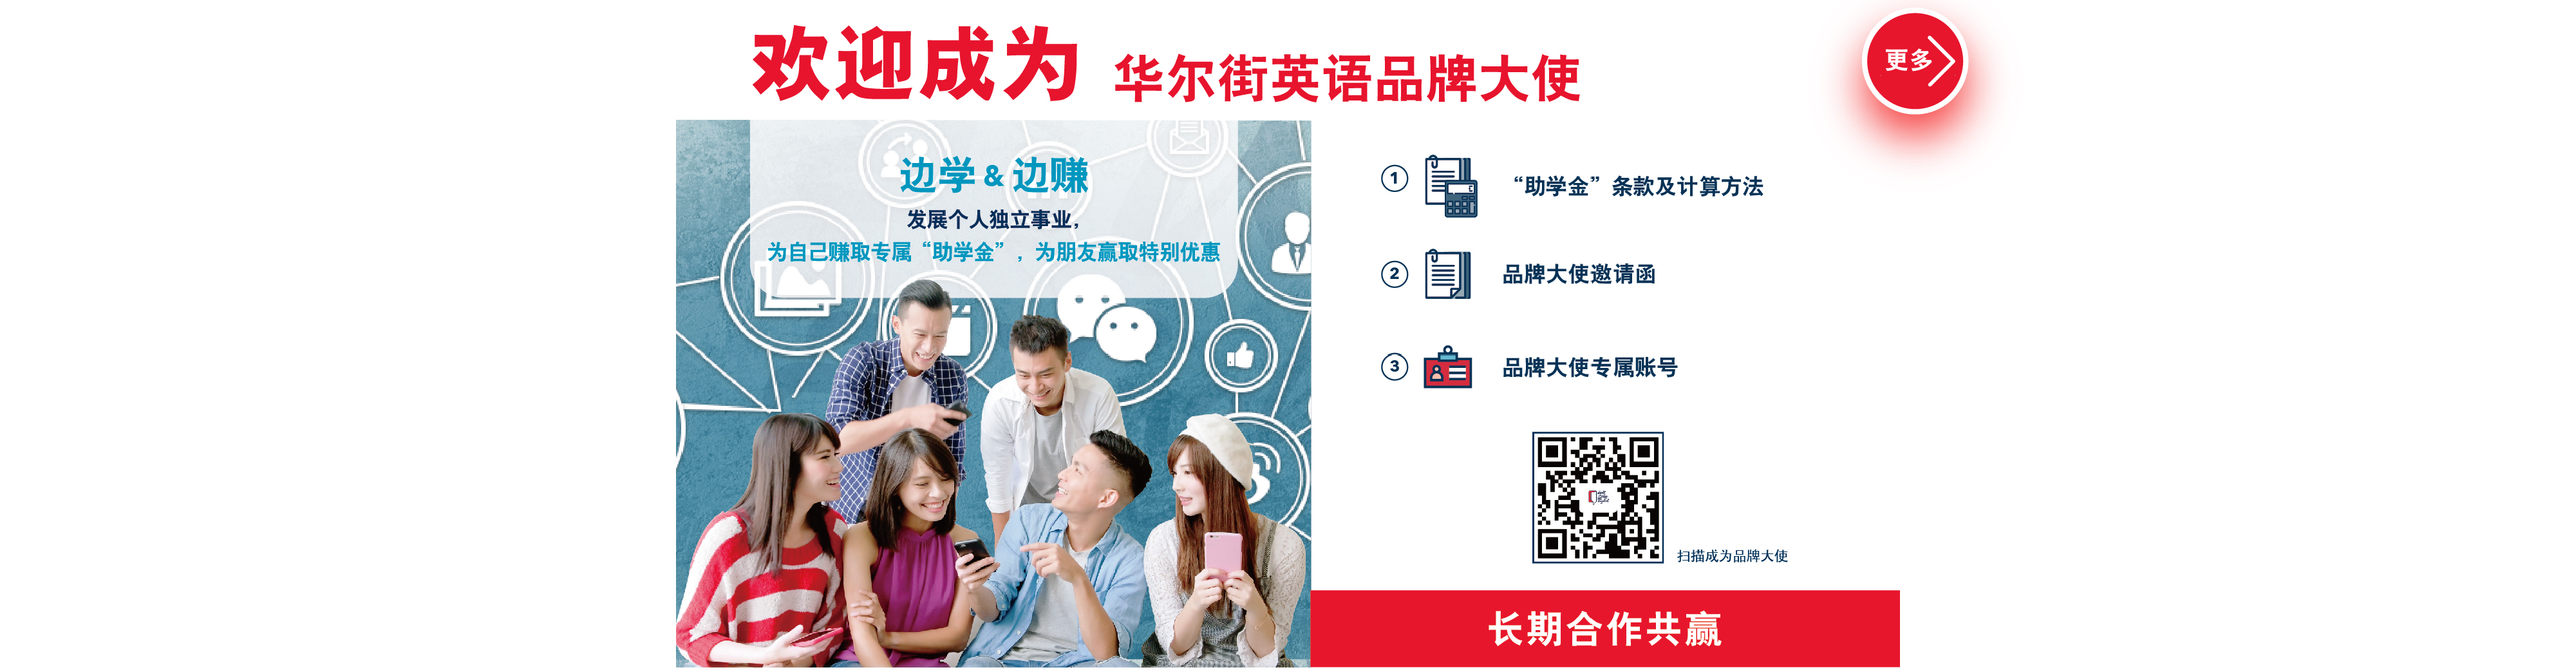 欢迎成为 华尔街英语品牌大使
更多
边学 & 边赚
发展个人独立事业，
为自己赚取专属“助学金”，为朋友赢取特别优惠
1 “助学金”条款及计算方法
2 品牌大使邀请函
3 品牌大使专属账号
扫描成为品牌大使
长期合作共赢